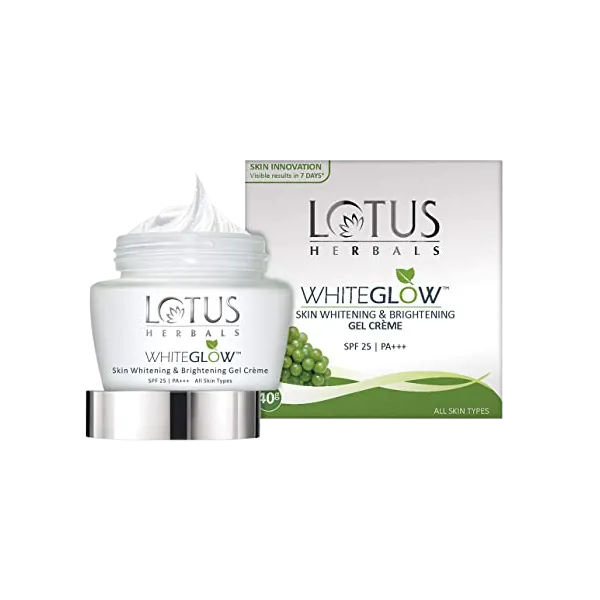 SKIN INNOVATION
Visible results in 7 DAYS*
LOTUS
HERBALS
WHITEGLOW™
SKIN WHITENING & BRIGHTENING
GEL CRÈME
SPF 25 | PA+++
40g
ALL SKIN TYPES
LOTUS
HERBALS
WHITEGLOW™
Skin Whitening & Brightening Gel Crème
SPF 25 | PA+++ All Skin Types